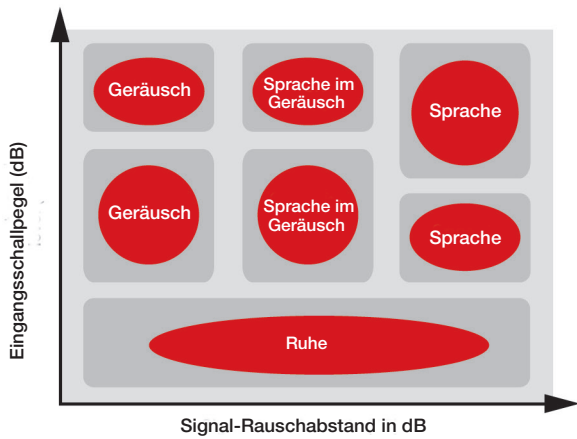 Eingangsschallpegel (dB)
Geräusch
Sprache im
Geräusch
Sprache
Geräusch
Sprache im
Geräusch
Sprache
Ruhe
Signal-Rauschabstand in dB